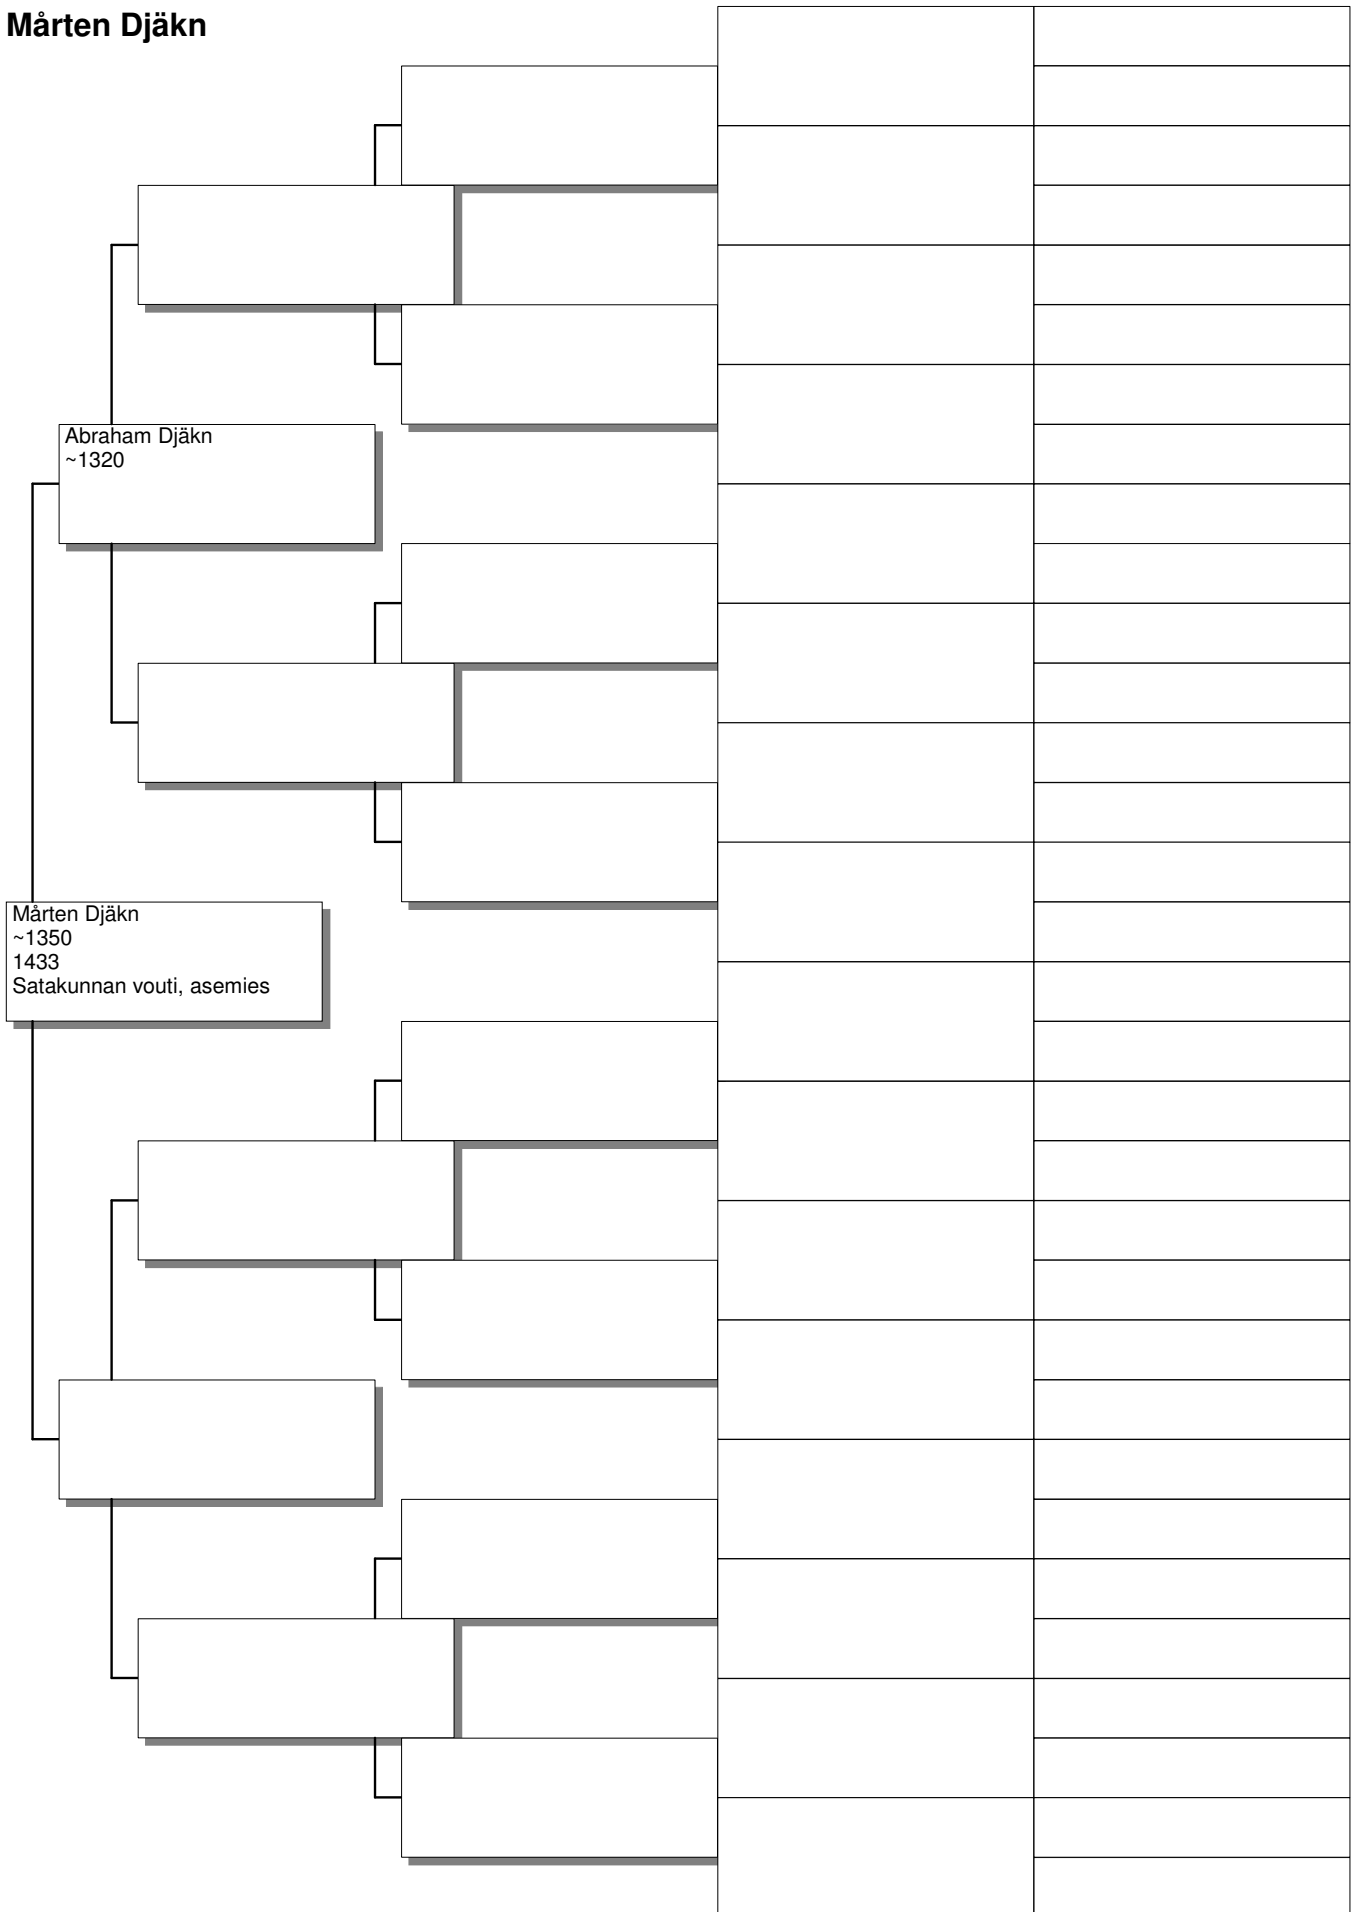 Mårten Djäkn
Abraham Djäkn
~1320
Mårten Djäkn
~1350
1433
Satakunnan vouti, asemies